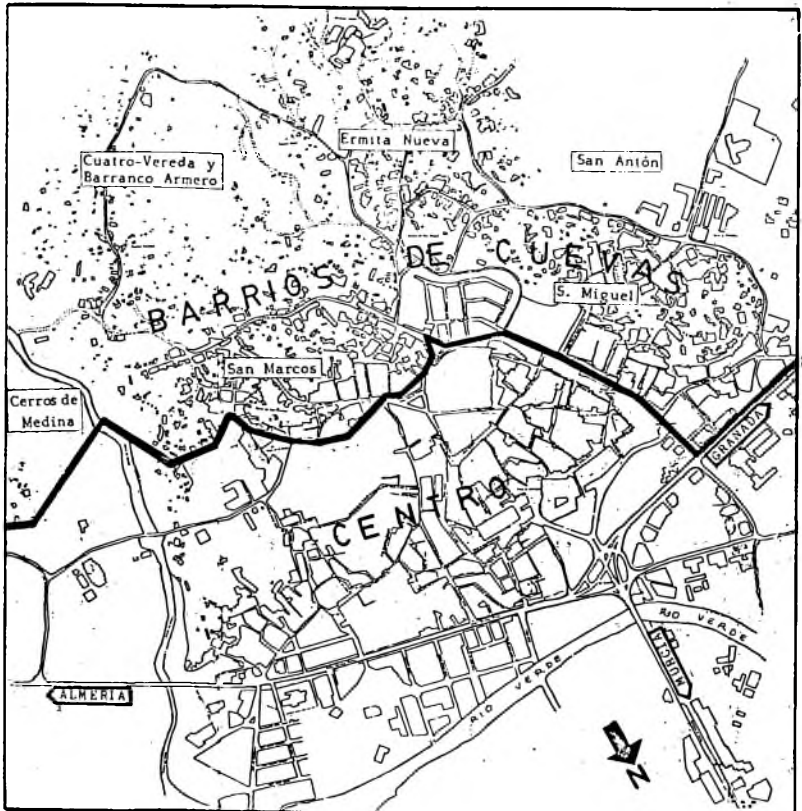 Ermita Nueva
San Antón
Cuatro-Vereda y
Barranco Armero
BARRIOS DE CUEVAS
S. Miguel
San Marcos
Cerros de
Medina
GRANADA
CENTRO
RIO VERDE
MURCIA
ALMERIA
RIO VERDE
N